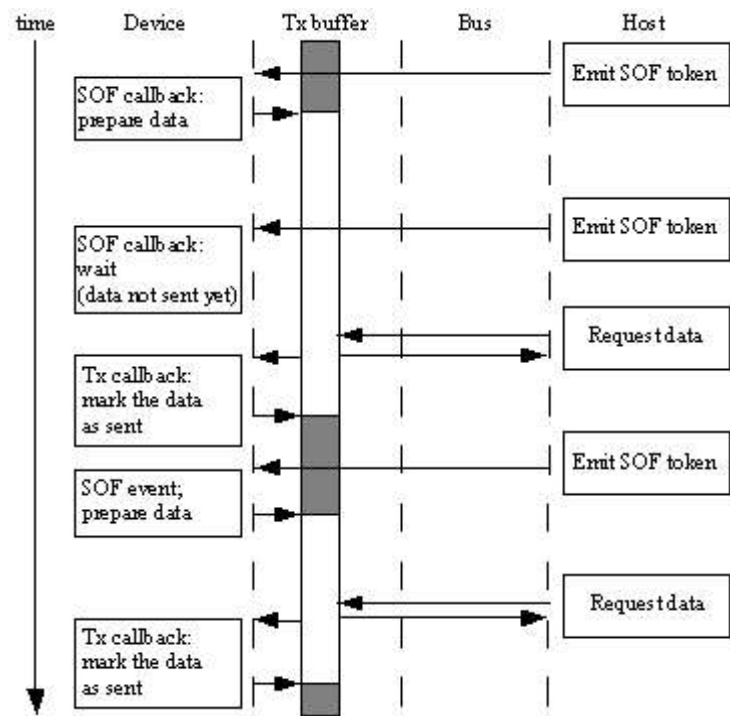 time Device Tx buffer Bus Host
Emit SOF token
SOF callback:
prepare data
Emit SOF token
SOF callback:
wait
(data not sent yet)
Request data
Tx callback:
mark the data
as sent
Emit SOF token
SOF event;
prepare data
Request data
Tx callback:
mark the data
as sent